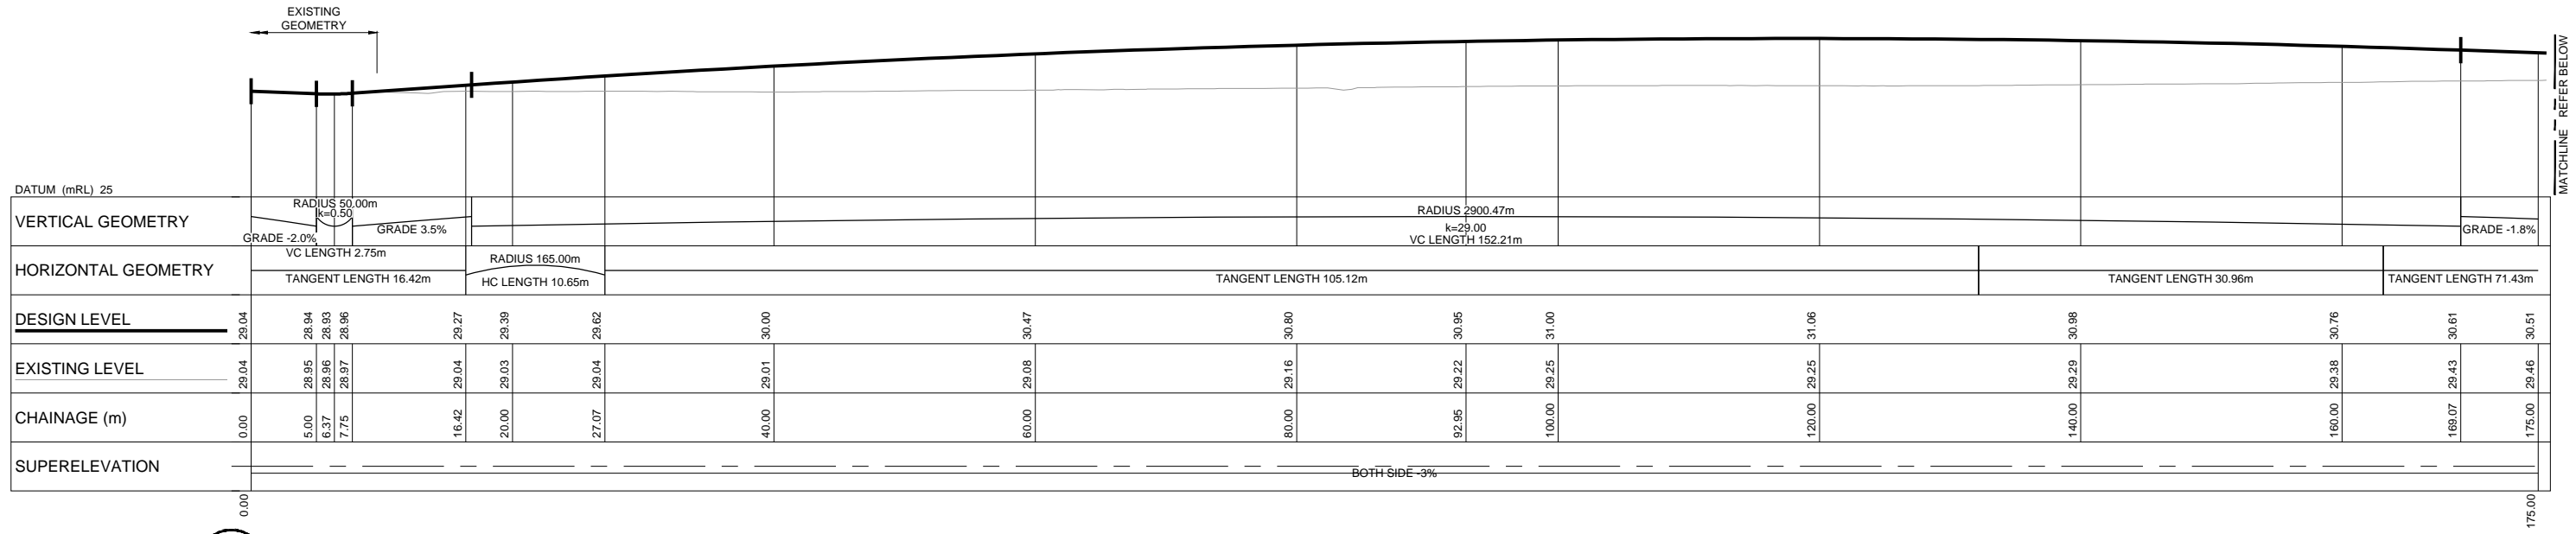 EXISTING
GEOMETRY
MATCHLINE REFER BELOW
DATUM (mRL) 25
VERTICAL GEOMETRY
RADIUS 50.00m
k=0.50
GRADE -2.0%
GRADE 3.5%
VC LENGTH 2.75m
RADIUS 2900.47m
k=29.00
VC LENGTH 152.21m
GRADE -1.8%
HORIZONTAL GEOMETRY
TANGENT LENGTH 16.42m
RADIUS 165.00m
HC LENGTH 10.65m
TANGENT LENGTH 105.12m
TANGENT LENGTH 30.96m
TANGENT LENGTH 71.43m
DESIGN LEVEL 29.04 28.94 28.93 28.96 29.27 29.39 29.62 30.00 30.47 30.80 30.95 31.00 31.06 30.98 30.76 30.61 30.51
EXISTING LEVEL 29.04 28.95 28.96 28.97 29.04 29.03 29.04 29.01 29.08 29.16 29.22 29.25 29.25 29.29 29.38 29.43 29.46
CHAINAGE (m) 0.00 5.00 6.37 7.75 16.42 20.00 27.07 40.00 60.00 80.00 92.95 100.00 120.00 140.00 160.00 169.07 175.00
SUPERELEVATION
BOTH SIDE -3%
0.00
175.00